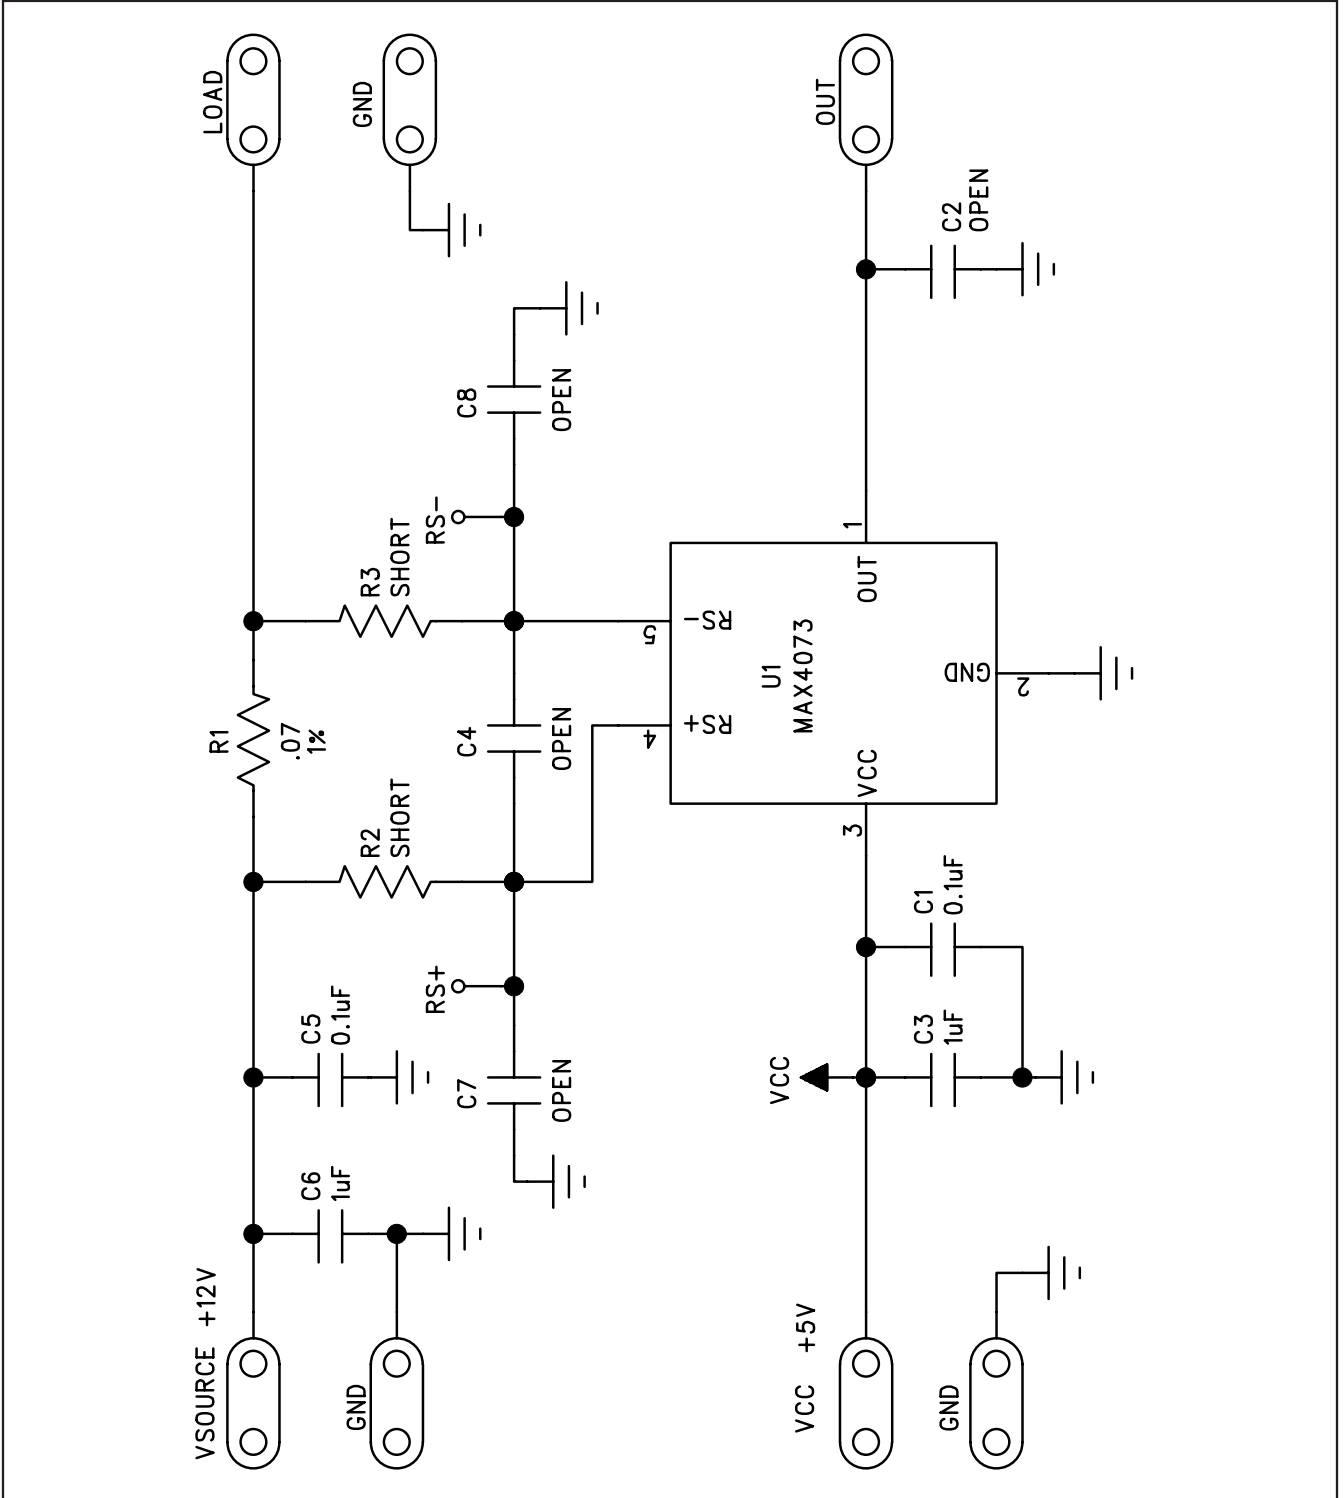 VSOURCE +12V
GND
C6
1uF
C5
0.1uF
R1
.07
1%
LOAD
GND
R2
SHORT
R3
SHORT
RS+
RS-
C7
OPEN
C4
OPEN
C8
OPEN
4
RS+
5
RS-
U1
MAX4073
VCC
3
OUT
1
GND
2
VCC +5V
GND
VCC
C3
1uF
C1
0.1uF
OUT
C2
OPEN